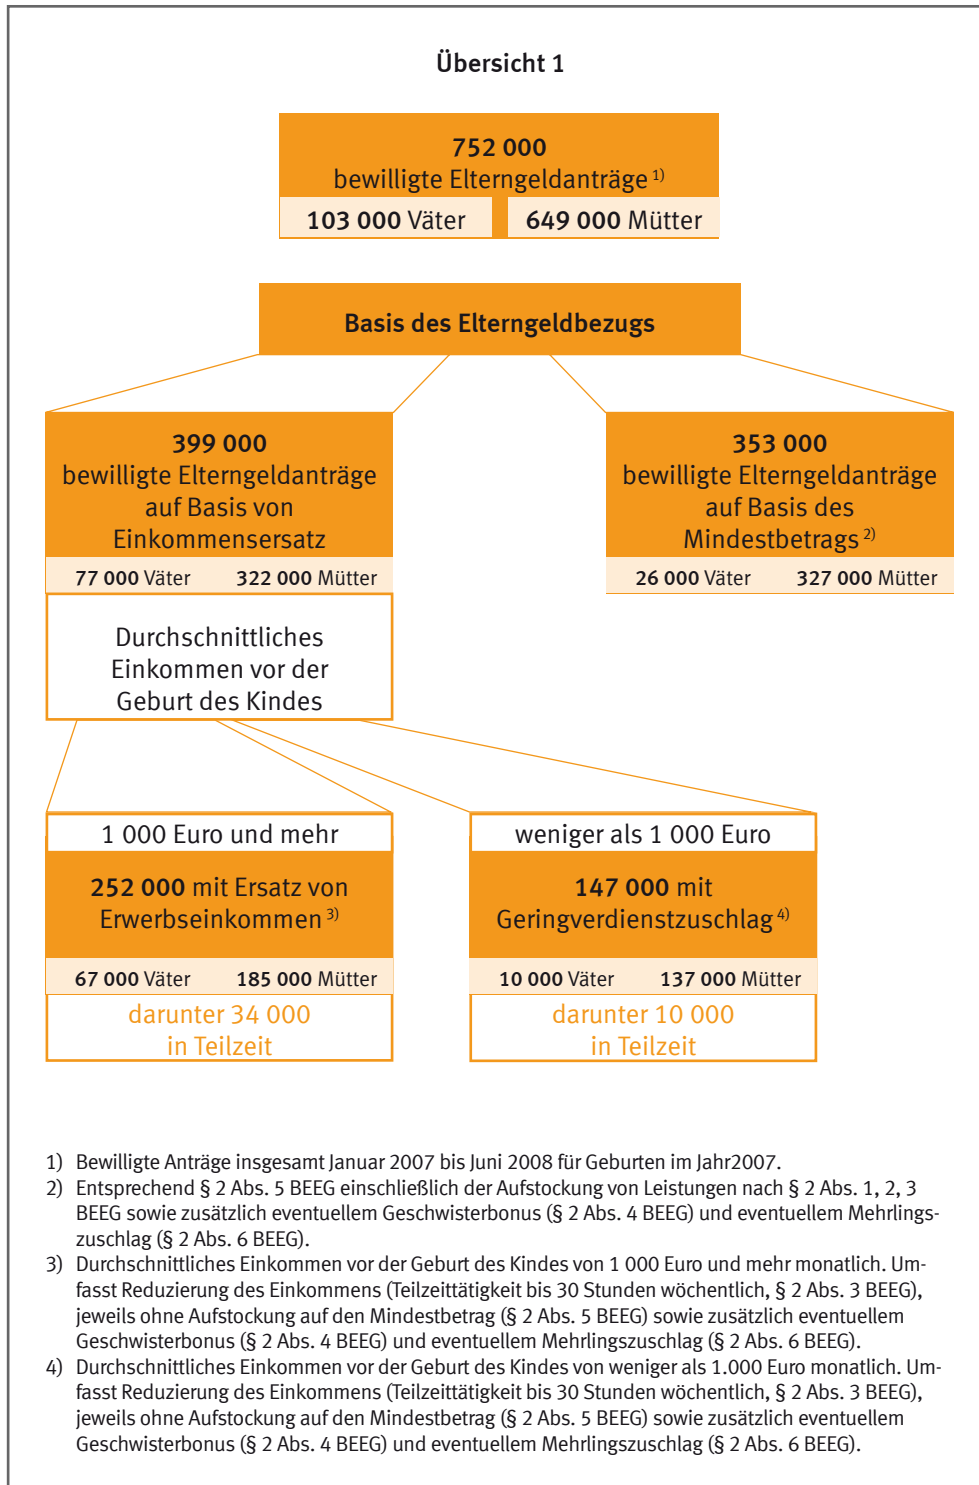 Übersicht 1
752 000
bewilligte Elterngeldanträge 1)
103 000 Väter 649 000 Mütter
Basis des Elterngeldbezugs
399 000
bewilligte Elterngeldanträge
auf Basis von
Einkommensersatz
77 000 Väter 322 000 Mütter
353 000
bewilligte Elterngeldanträge
auf Basis des
Mindestbetrags 2)
26 000 Väter 327 000 Mütter
Durchschnittliches
Einkommen vor der
Geburt des Kindes
1 000 Euro und mehr
252 000 mit Ersatz von
Erwerbseinkommen 3)
67 000 Väter 185 000 Mütter
darunter 34 000
in Teilzeit
weniger als 1 000 Euro
147 000 mit
Geringverdienstzuschlag 4)
10 000 Väter 137 000 Mütter
darunter 10 000
in Teilzeit
1) Bewilligte Anträge insgesamt Januar 2007 bis Juni 2008 für Geburten im Jahr2007.
2) Entsprechend § 2 Abs. 5 BEEG einschließlich der Aufstockung von Leistungen nach § 2 Abs. 1, 2, 3
BEEG sowie zusätzlich eventuellem Geschwisterbonus (§ 2 Abs. 4 BEEG) und eventuellem Mehrlings-
zuschlag (§ 2 Abs. 6 BEEG).
3) Durchschnittliches Einkommen vor der Geburt des Kindes von 1 000 Euro und mehr monatlich. Um-
fasst Reduzierung des Einkommens (Teilzeittätigkeit bis 30 Stunden wöchentlich, § 2 Abs. 3 BEEG),
jeweils ohne Aufstockung auf den Mindestbetrag (§ 2 Abs. 5 BEEG) sowie zusätzlich eventuellem
Geschwisterbonus (§ 2 Abs. 4 BEEG) und eventuellem Mehrlingszuschlag (§ 2 Abs. 6 BEEG).
4) Durchschnittliches Einkommen vor der Geburt des Kindes von weniger als 1.000 Euro monatlich. Um-
fasst Reduzierung des Einkommens (Teilzeittätigkeit bis 30 Stunden wöchentlich, § 2 Abs. 3 BEEG),
jeweils ohne Aufstockung auf den Mindestbetrag (§ 2 Abs. 5 BEEG) sowie zusätzlich eventuellem
Geschwisterbonus (§ 2 Abs. 4 BEEG) und eventuellem Mehrlingszuschlag (§ 2 Abs. 6 BEEG).